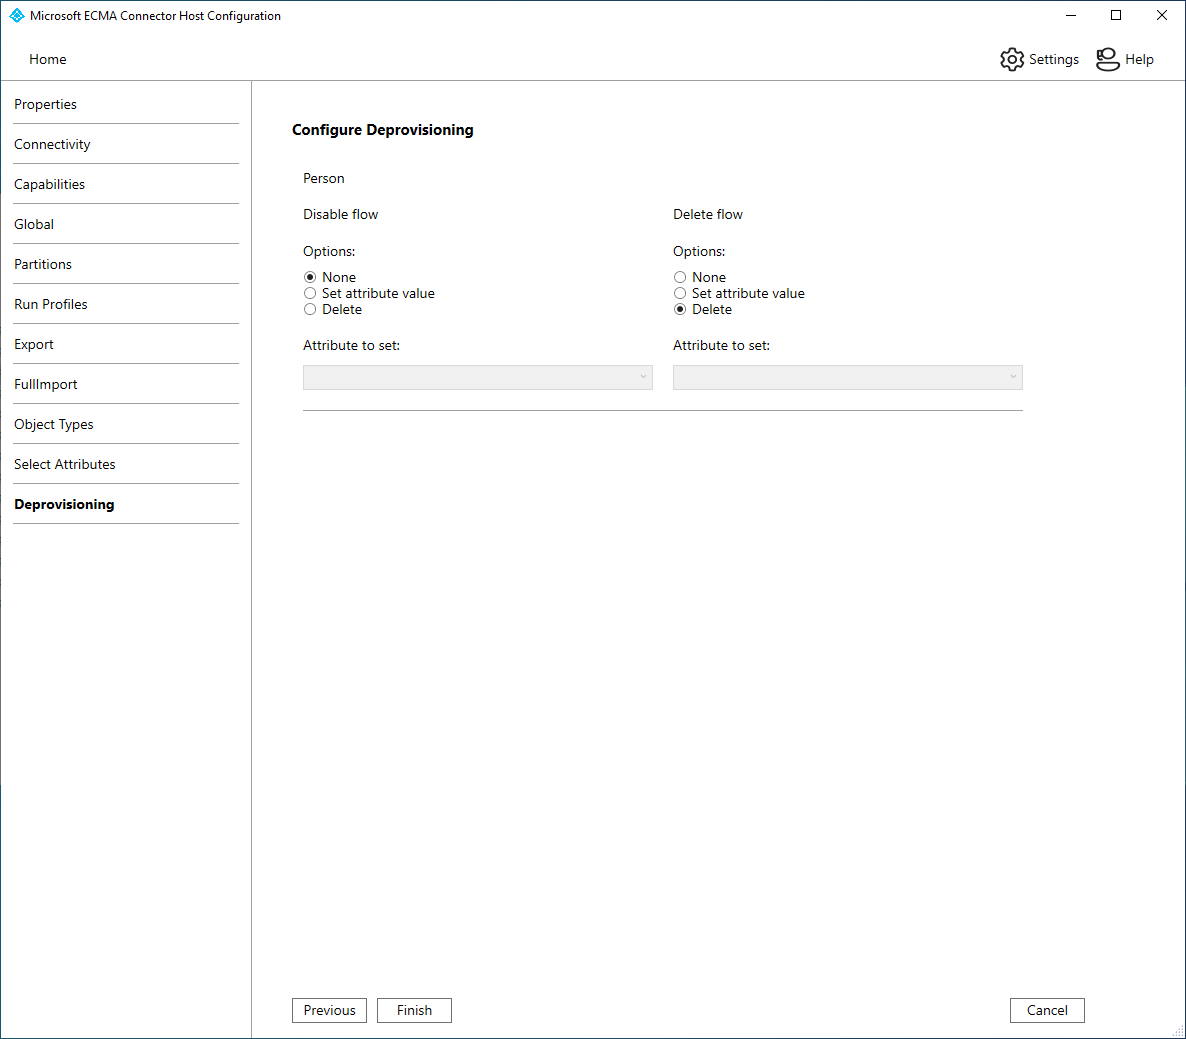 Microsoft ECMA Connector Host Configuration
Home
Settings
Help
Properties
Connectivity
Capabilities
Global
Partitions
Run Profiles
Export
FullImport
Object Types
Select Attributes
Deprovisioning
Configure Deprovisioning
Person
Disable flow
Options:
None
Set attribute value
Delete
Attribute to set:
Delete flow
Options:
None
Set attribute value
Delete
Attribute to set:
Previous
Finish
Cancel